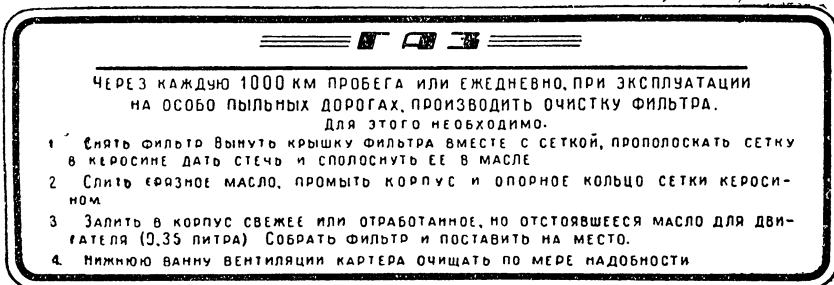 ГАЗ
ЧЕРЕЗ КАЖДУЮ 1000 КМ ПРОБЕГА ИЛИ ЕЖЕДНЕВНО, ПРИ ЭКСПЛУАТАЦИИ
НА ОСОБО ПЫЛЬНЫХ ДОРОГАХ, ПРОИЗВОДИТЬ ОЧИСТКУ ФИЛЬТРА.
ДЛЯ ЭТОГО НЕОБХОДИМО.
1 СНЯТЬ ФИЛЬТР ВЫНУТЬ КРЫШКУ ФИЛЬТРА ВМЕСТЕ С СЕТКОЙ, ПРОПОЛОСКАТЬ СЕТКУ
В КЕРОСИНЕ ДАТЬ СТЕЧЬ И СПОЛОСНУТЬ ЕЕ В МАСЛЕ
2 СЛИТЬ ГРЯЗНОЕ МАСЛО, ПРОМЫТЬ КОРПУС И ОПОРНОЕ КОЛЬЦО СЕТКИ КЕРОСИ-
НОМ
3 ЗАЛИТЬ В КОРПУС СВЕЖЕЕ ИЛИ ОТРАБОТАННОЕ, НО ОТСТОЯВШЕЕСЯ МАСЛО ДЛЯ ДВИ-
ГАТЕЛЯ (0,35 ЛИТРА) СОБРАТЬ ФИЛЬТР И ПОСТАВИТЬ НА МЕСТО.
4. НИЖНЮЮ ВАННУ ВЕНТИЛЯЦИИ КАРТЕРА ОЧИЩАТЬ ПО МЕРЕ НАДОБНОСТИ